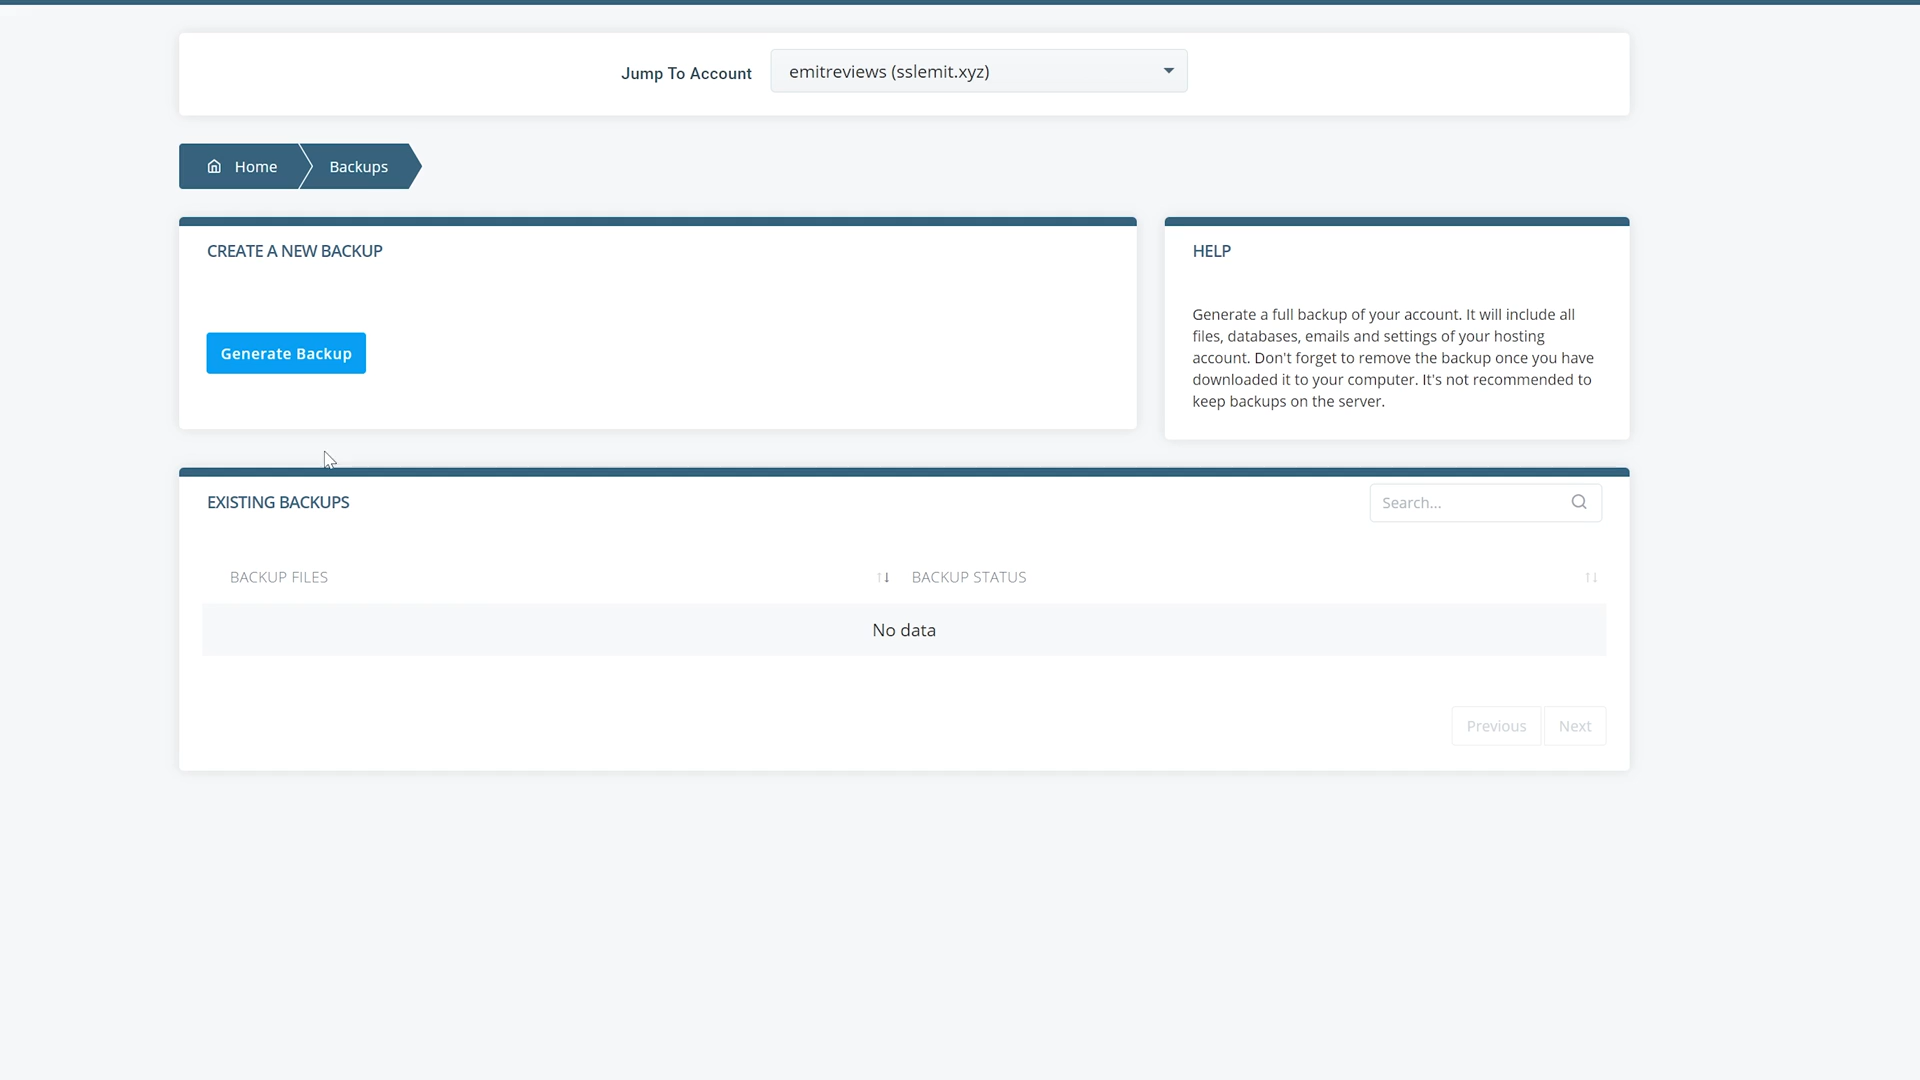 Jump To Account
emitreviews (sslemit.xyz)
Home
Backups
CREATE A NEW BACKUP
Generate Backup
HELP
Generate a full backup of your account. It will include all
files, databases, emails and settings of your hosting
account. Don't forget to remove the backup once you have
downloaded it to your computer. It's not recommended to
keep backups on the server.
EXISTING BACKUPS
Search...
BACKUP FILES
BACKUP STATUS
No data
Previous
Next